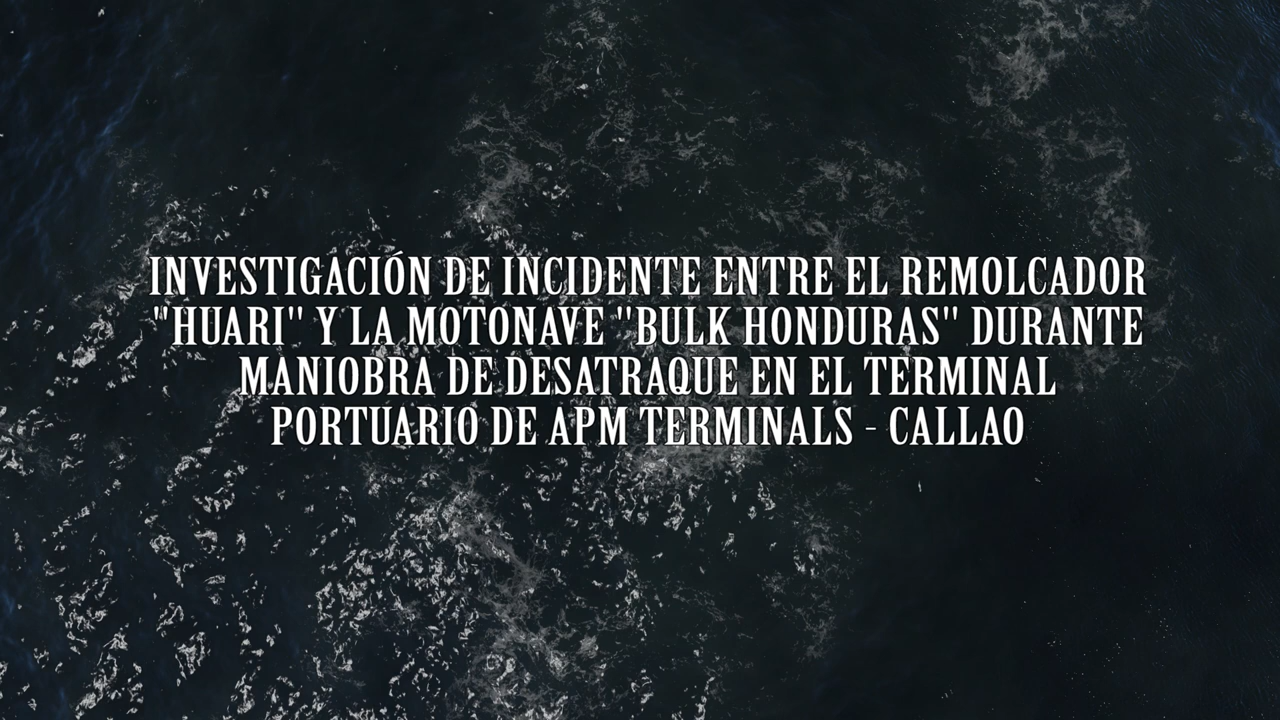 INVESTIGACIÓN DE INCIDENTE ENTRE EL REMOLCADOR
"HUARI" Y LA MOTONAVE "BULK HONDURAS" DURANTE
MANIOBRA DE DESATRAQUE EN EL TERMINAL
PORTUARIO DE APM TERMINALS - CALLAO